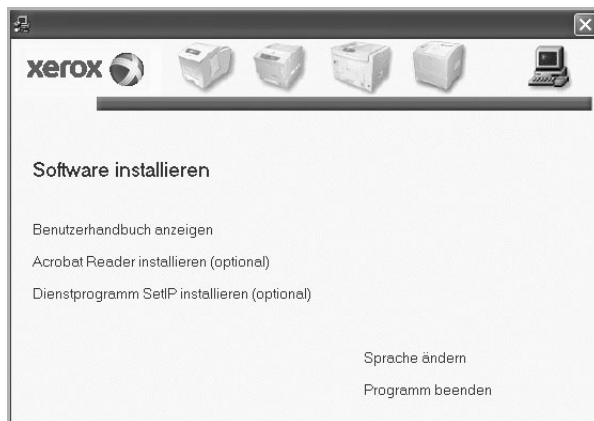 xerox
Software installieren
Benutzerhandbuch anzeigen
Acrobat Reader installieren (optional)
Dienstprogramm SetIP installieren (optional)
Sprache ändern
Programm beenden